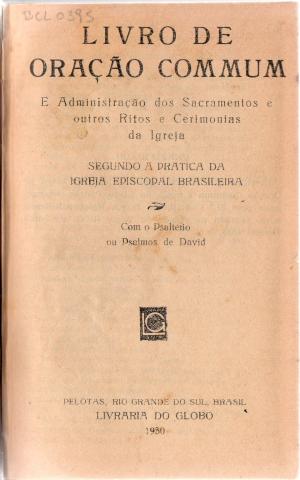 BCL 0395
LIVRO DE
ORAÇÃO COMMUM
E Administração dos Sacramentos e
outros Ritos e Cerimonias
da Igreja
SEGUNDO A PRATICA DA
IGREJA EPISCOPAL BRASILEIRA
Com o Psalterio
ou Psalmos de David
PELOTAS, RIO GRANDE DO SUL, BRASIL
LIVRARIA DO GLOBO
1930